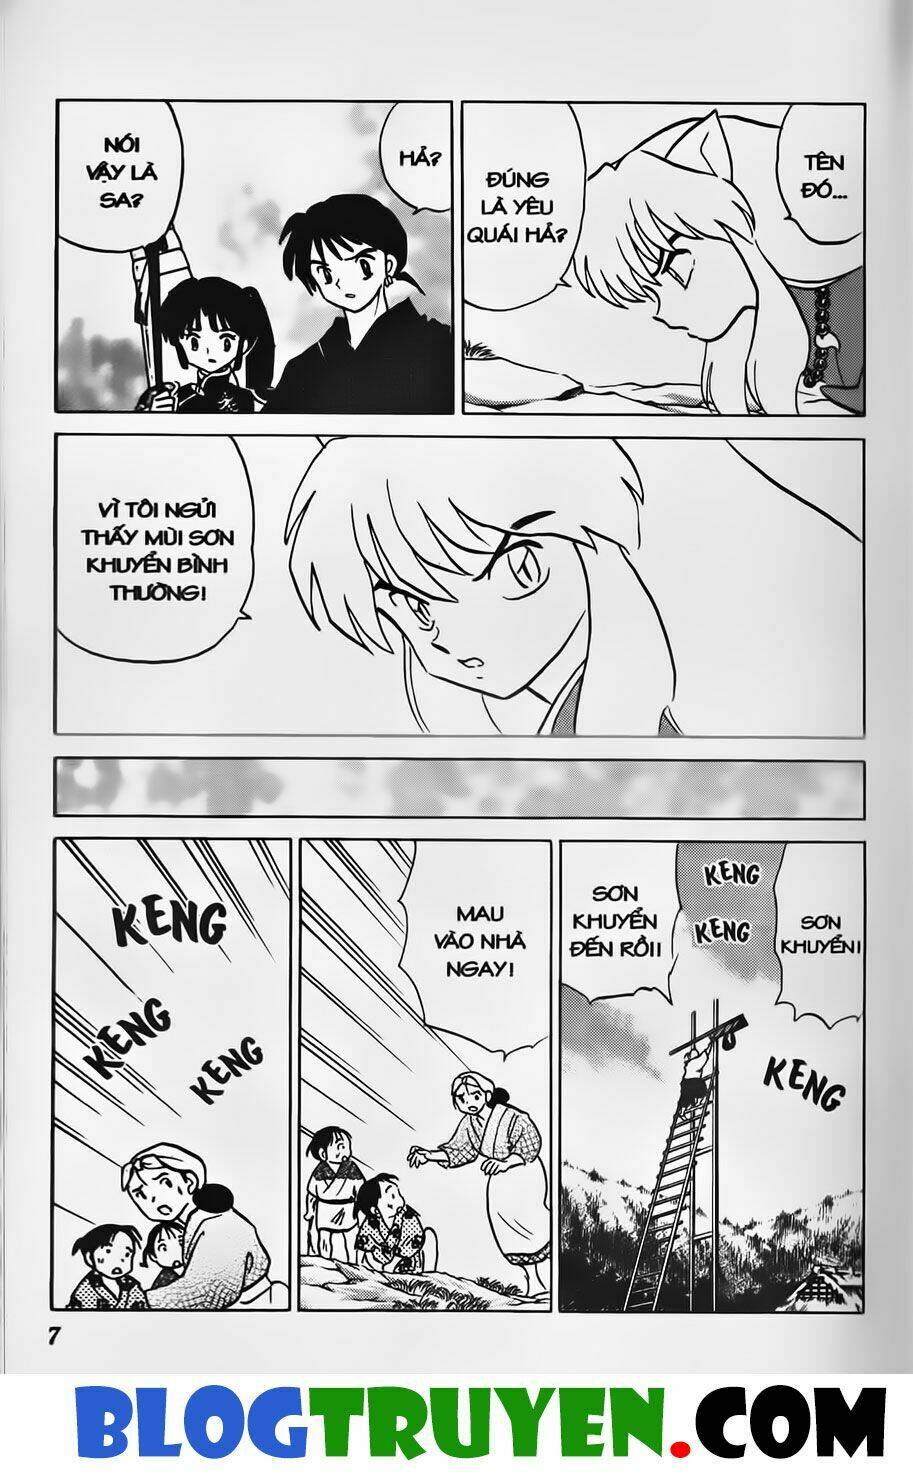 TÊN
ĐÓ...
ĐÚNG
LÀ YÊU
QUÁI HẢ?
HẢ?
NÓI
VẬY LÀ
SA?
VÌ TÔI NGỬI
THẤY MÙI SƠN
KHUYỂN BÌNH
THƯỜNG!
SƠN
KHUYỂN!
KENG
KENG
SƠN
KHUYỂN
ĐẾN RỒI!
KENG
MAU
VÀO NHÀ
NGAY!
KENG
KENG
KENG
7
BLOGTRUYEN.COM